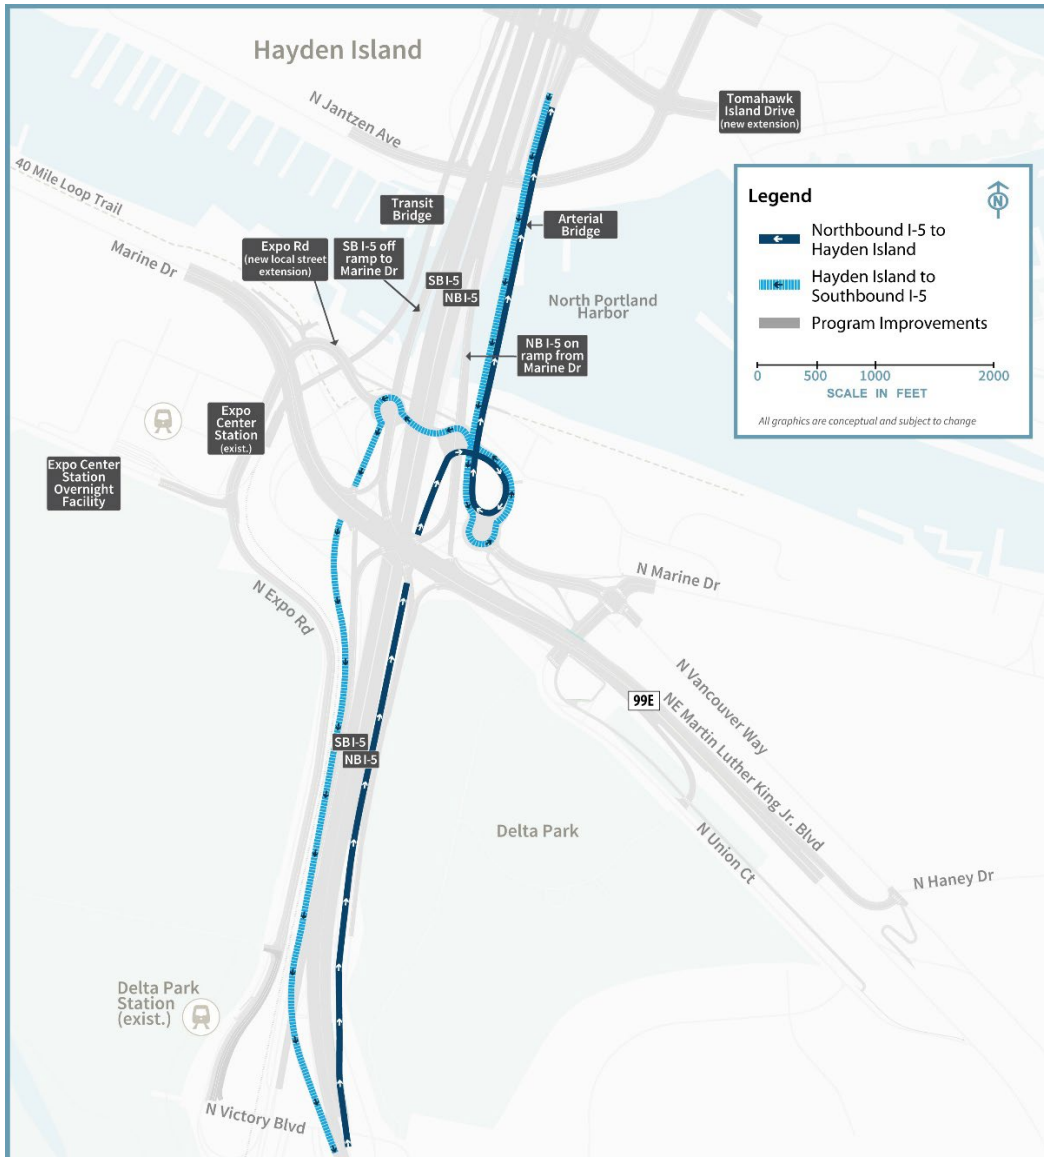 Hayden Island
N Jantzen Ave
Tomahawk
Island Drive
(new extension)
40 Mile Loop Trail
Marine Dr
Transit
Bridge
Arterial
Bridge
Expo Rd
(new local street
extension)
SB I-5 off
ramp to
Marine Dr
SB I-5
NB I-5
North Portland
Harbor
NB I-5 on
ramp from
Marine Dr
Legend
N
Northbound I-5 to
Hayden Island
Hayden Island to
Southbound I-5
Program Improvements
0 500 1000 2000
SCALE IN FEET
All graphics are conceptual and subject to change
Expo
Center
Station
(exist.)
Expo Center
Station
Overnight
Facility
N Expo Rd
N Marine Dr
N Vancouver Way
99E
NE Martin Luther King Jr. Blvd
SB I-5
NB I-5
Delta Park
N Union Ct
N Haney Dr
Delta Park
Station
(exist.)
N Victory Blvd